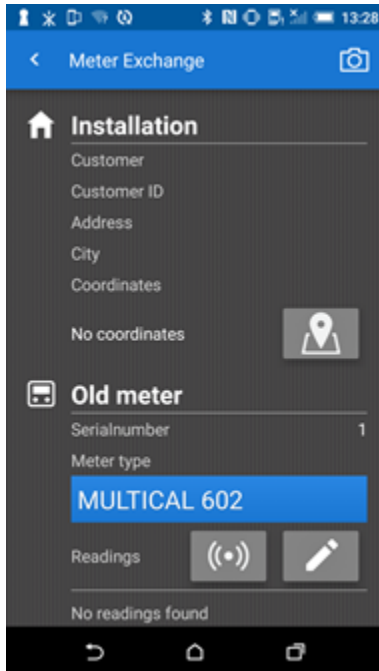 13:28
Meter Exchange
Installation
Customer
Customer ID
Address
City
Coordinates
No coordinates
Old meter
Serialnumber 1
Meter type
MULTICAL 602
Readings
No readings found